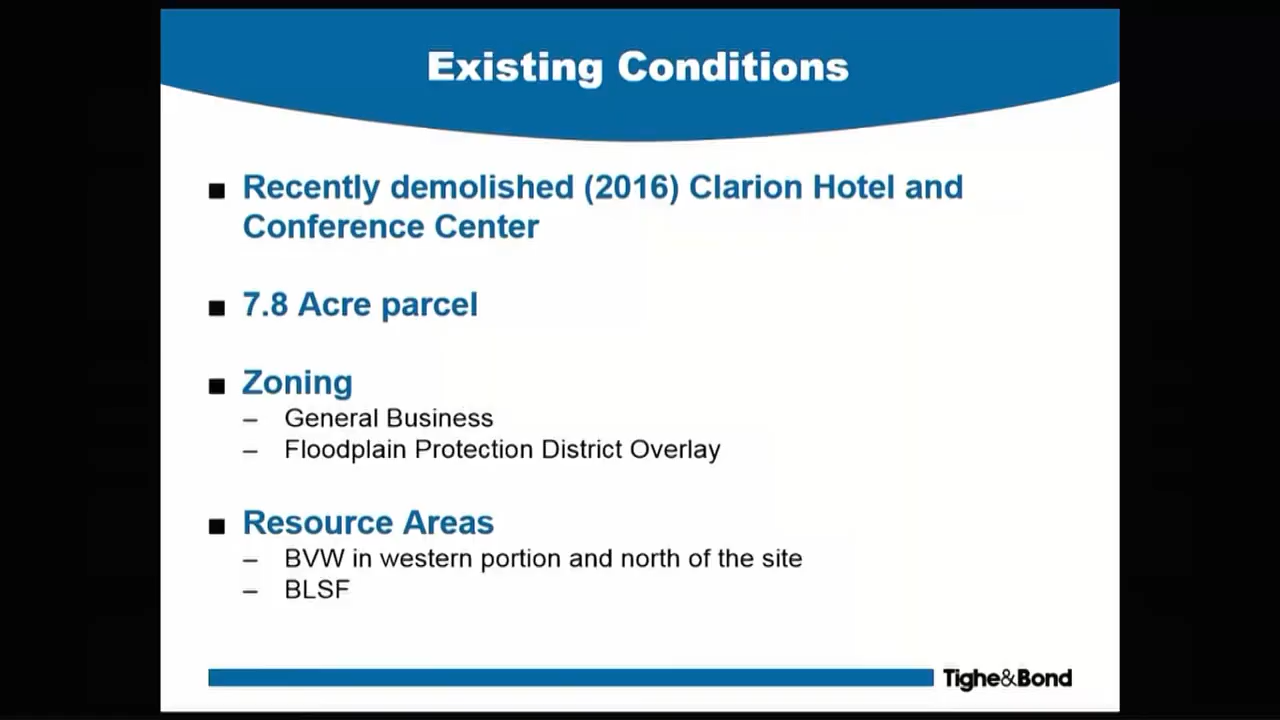 Existing Conditions
■ Recently demolished (2016) Clarion Hotel and
Conference Center
■ 7.8 Acre parcel
■ Zoning
– General Business
– Floodplain Protection District Overlay
■ Resource Areas
– BVW in western portion and north of the site
– BLSF
Tighe&Bond